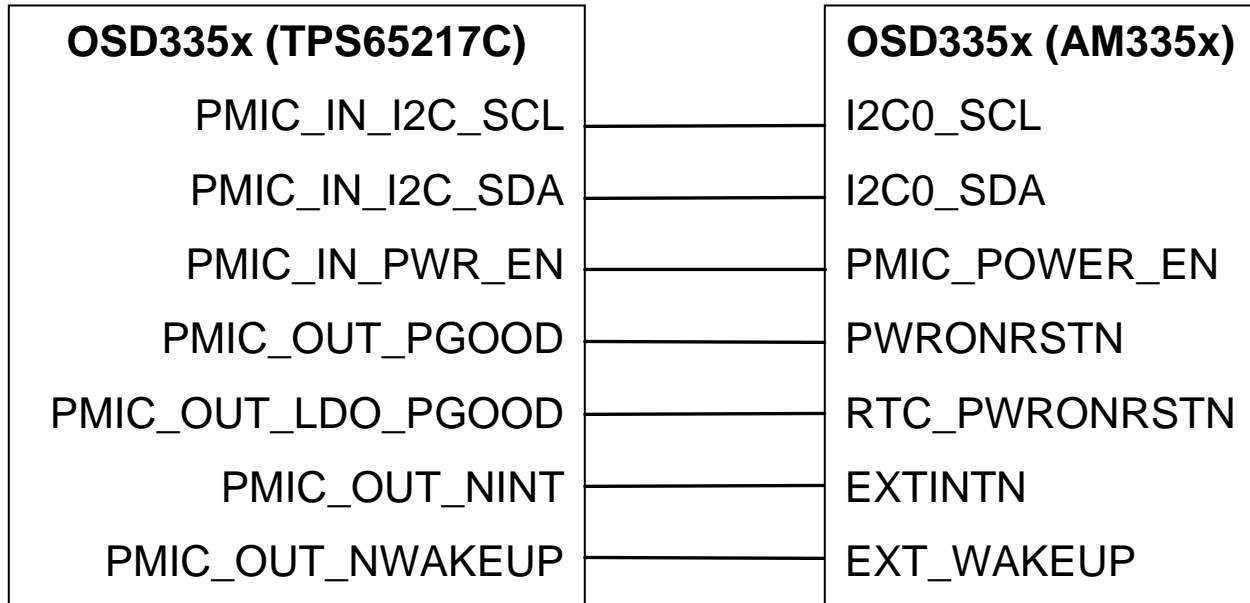 OSD335x (TPS65217C) OSD335x (AM335x)
PMIC_IN_I2C_SCL I2C0_SCL
PMIC_IN_I2C_SDA I2C0_SDA
PMIC_IN_PWR_EN PMIC_POWER_EN
PMIC_OUT_PGOOD PWRONRSTN
PMIC_OUT_LDO_PGOOD RTC_PWRONRSTN
PMIC_OUT_NINT EXTINTN
PMIC_OUT_NWAKEUP EXT_WAKEUP